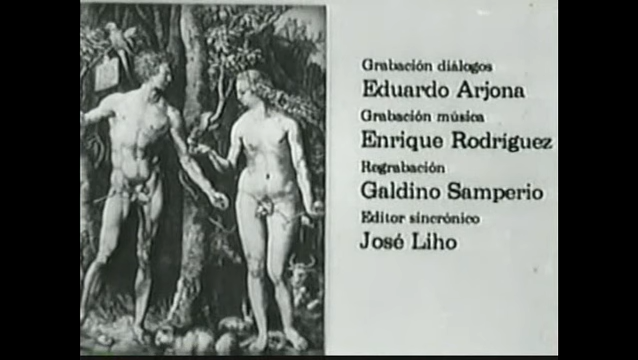 Grabación diálogos
Eduardo Arjona
Grabación música
Enrique Rodríguez
Regrabación
Galdino Samperio
Editor sincrónico
José Liho